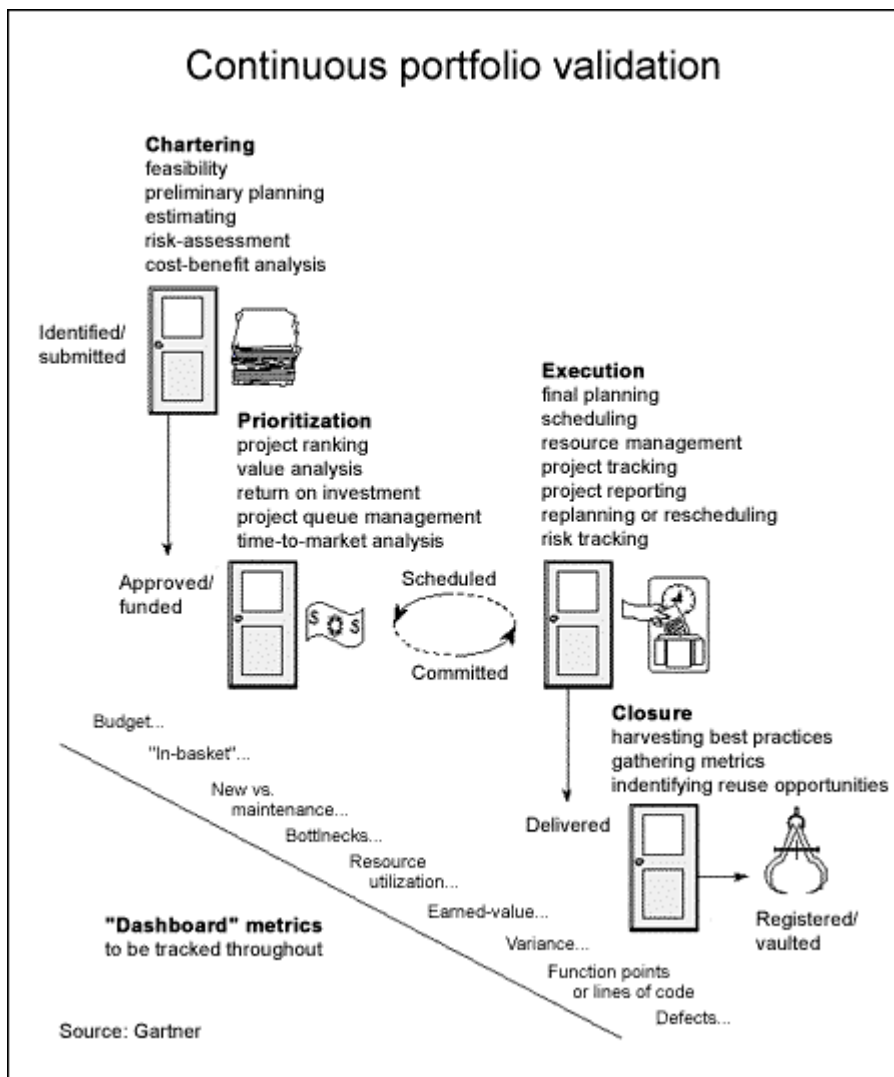 Continuous portfolio validation
Chartering
feasibility
preliminary planning
estimating
risk-assessment
cost-benefit analysis
Identified/
submitted
Prioritization
project ranking
value analysis
return on investment
project queue management
time-to-market analysis
Execution
final planning
scheduling
resource management
project tracking
project reporting
replanning or rescheduling
risk tracking
Approved/
funded
$ $
Scheduled
Committed
Closure
harvesting best practices
gathering metrics
indentifying reuse opportunities
Delivered
Registered/
vaulted
Budget...
"In-basket"...
New vs.
maintenance...
Bottlnecks...
Resource
utilization...
Earned-value...
Variance...
Function points
or lines of code
Defects...
"Dashboard" metrics
to be tracked throughout
Source: Gartner